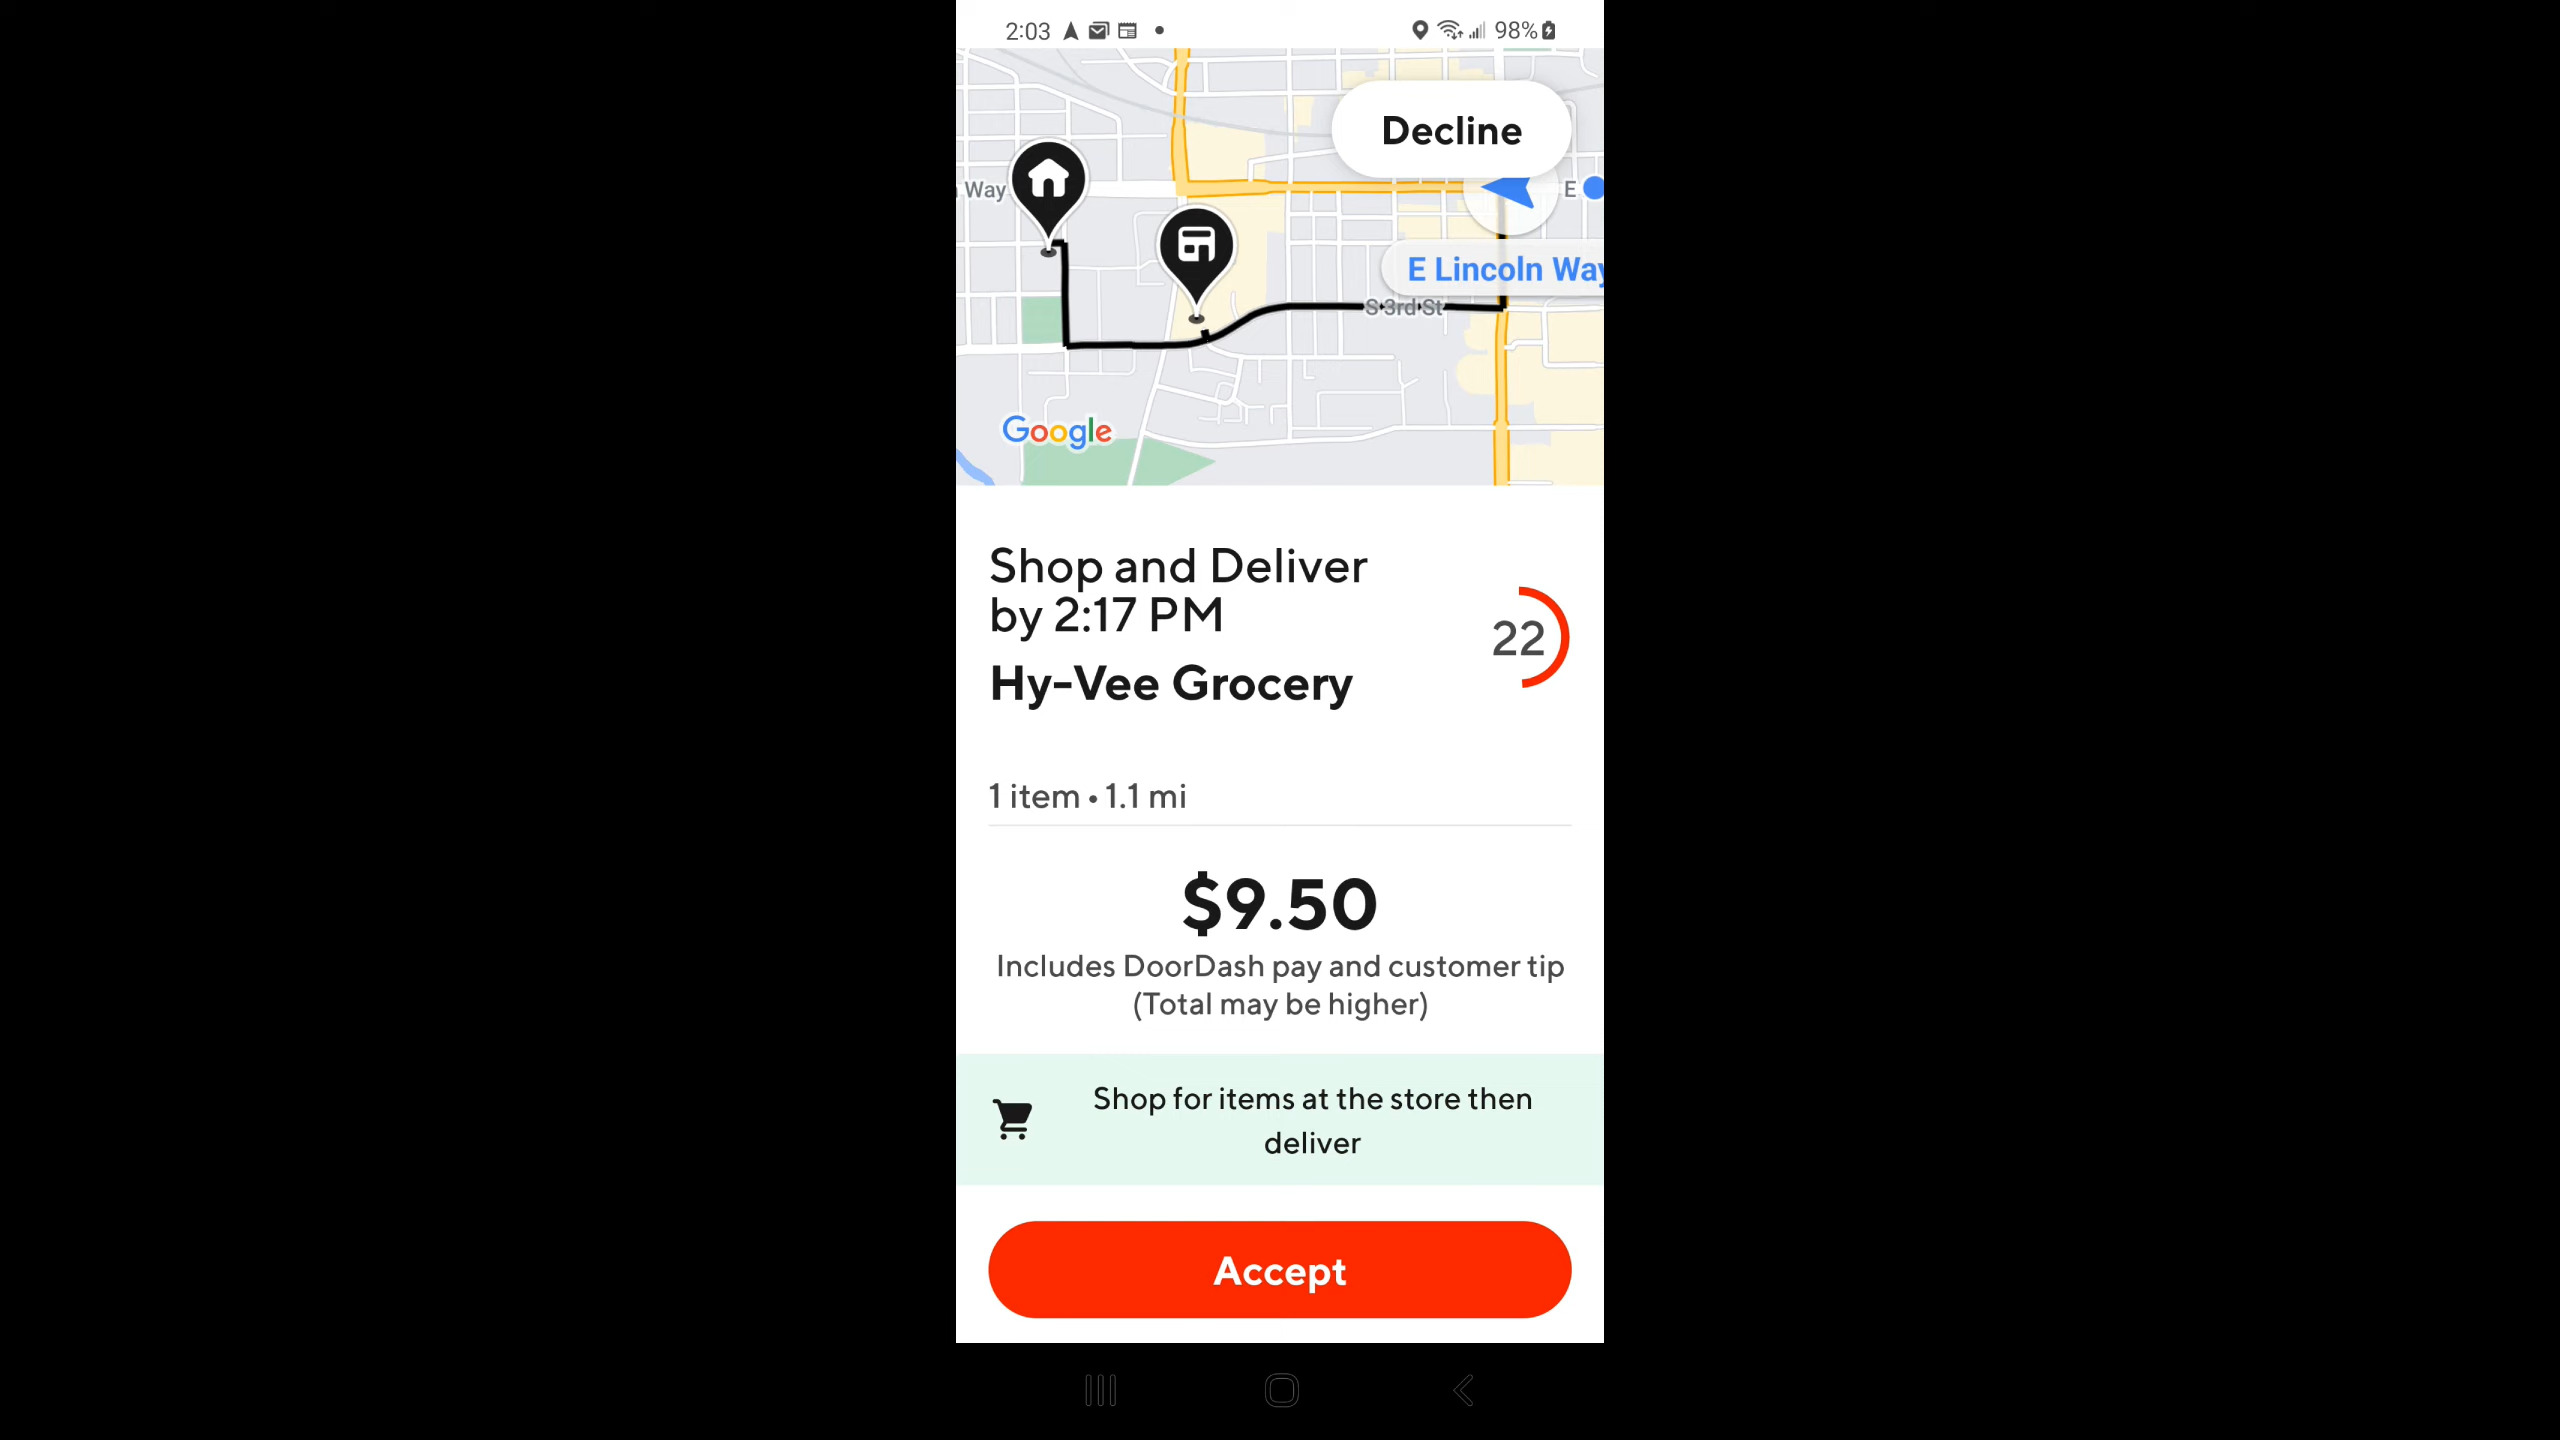 2:03
98%
Decline
Way
E
E Lincoln Way
S 3rd St
Google
Shop and Deliver
by 2:17 PM
22
Hy-Vee Grocery
1 item • 1.1 mi
$9.50
Includes DoorDash pay and customer tip
(Total may be higher)
Shop for items at the store then
deliver
Accept